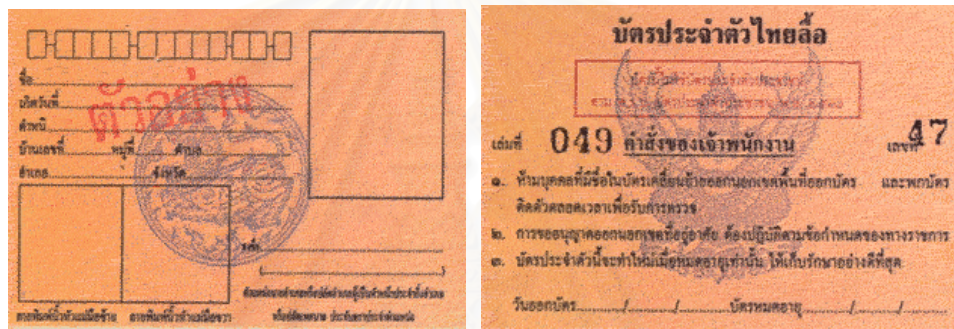 ชื่อ
เกิดวันที่
ตำหนิ
บ้านเลขที่ หมู่ที่ ตำบล
อำเภอ จังหวัด
ตัวอย่าง
ลงชื่อ
ลายพิมพ์นิ้วหัวแม่มือซ้าย ลายพิมพ์นิ้วหัวแม่มือขวา
บัตรประจำตัวไทยลื้อ
เล่มที่ 049 คำสั่งของเจ้าพนักงาน เลขที่ 47
๑. ห้ามบุคคลที่มีชื่อในบัตรเคลื่อนย้ายออกนอกเขตพื้นที่ออกบัตร และพกบัตร
ติดตัวตลอดเวลาเพื่อรับการตรวจ
๒. การขออนุญาตออกนอกเขตที่อยู่อาศัย ต้องปฏิบัติตามข้อกำหนดของทางราชการ
๓. บัตรประจำตัวนี้จะทำให้ใหม่เมื่อหมดอายุเท่านั้น ให้เก็บรักษาอย่างดีที่สุด
วันออกบัตร / / บัตรหมดอายุ / /